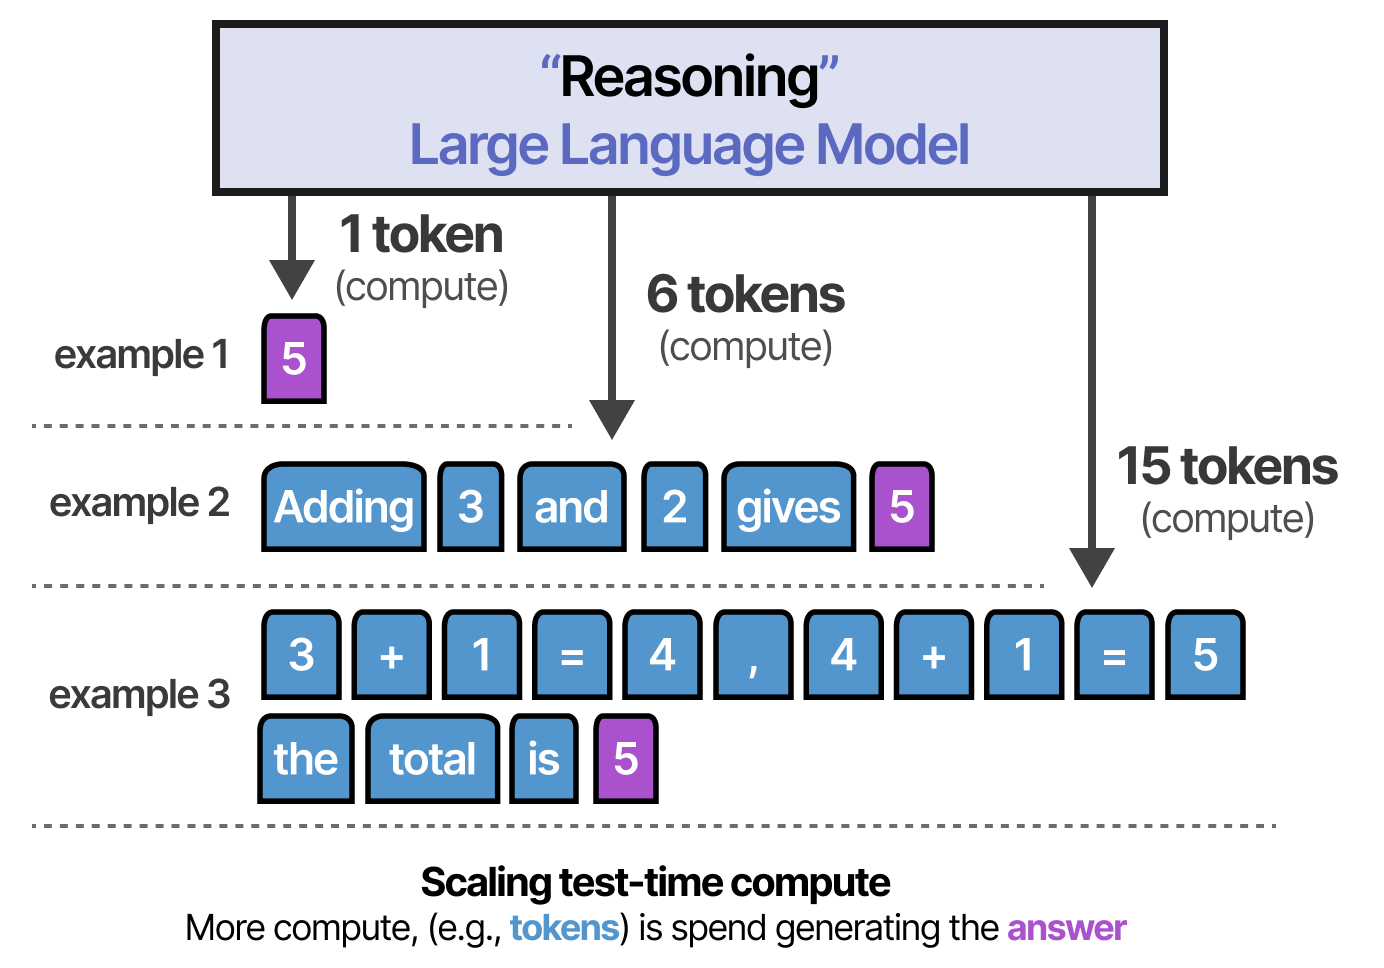 “Reasoning”
Large Language Model
1 token
(compute)
6 tokens
(compute)
example 1
5
15 tokens
(compute)
example 2
Adding 3 and 2 gives 5
example 3
3 + 1 = 4 , 4 + 1 = 5
the total is 5
Scaling test-time compute
More compute, (e.g., tokens) is spend generating the answer